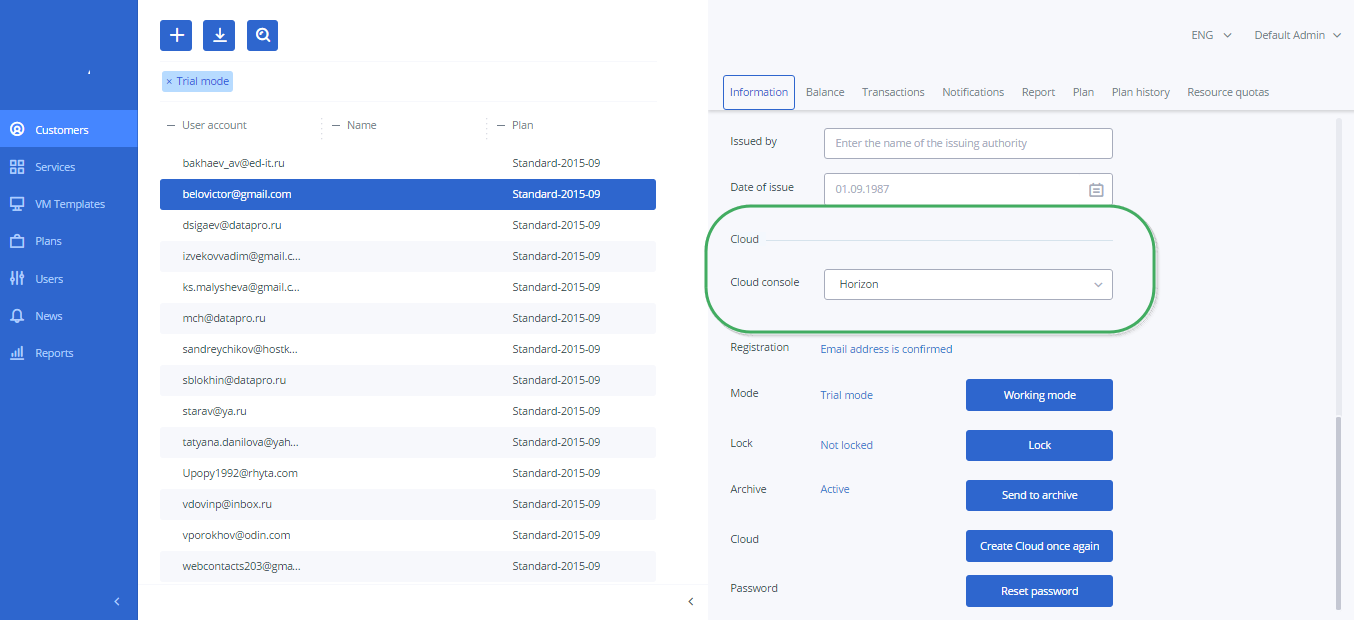 Customers
Services
VM Templates
Plans
Users
News
Reports
× Trial mode
User account Name Plan
bakhaev_av@ed-it.ru Standard-2015-09
belovictor@gmail.com Standard-2015-09
dsigaev@datapro.ru Standard-2015-09
izvekovvadim@gmail.c... Standard-2015-09
ks.malysheva@gmail.c... Standard-2015-09
mch@datapro.ru Standard-2015-09
sandreychikov@hostk... Standard-2015-09
sblokhin@datapro.ru Standard-2015-09
starav@ya.ru Standard-2015-09
tatyana.danilova@yah... Standard-2015-09
Upopy1992@rhyta.com Standard-2015-09
vdovinp@inbox.ru Standard-2015-09
vporokhov@odin.com Standard-2015-09
webcontacts203@gma... Standard-2015-09
ENG Default Admin
Information Balance Transactions Notifications Report Plan Plan history Resource quotas
Issued by Enter the name of the issuing authority
Date of issue 01.09.1987
Cloud
Cloud console Horizon
Registration Email address is confirmed
Mode Trial mode Working mode
Lock Not locked Lock
Archive Active Send to archive
Cloud Create Cloud once again
Password Reset password